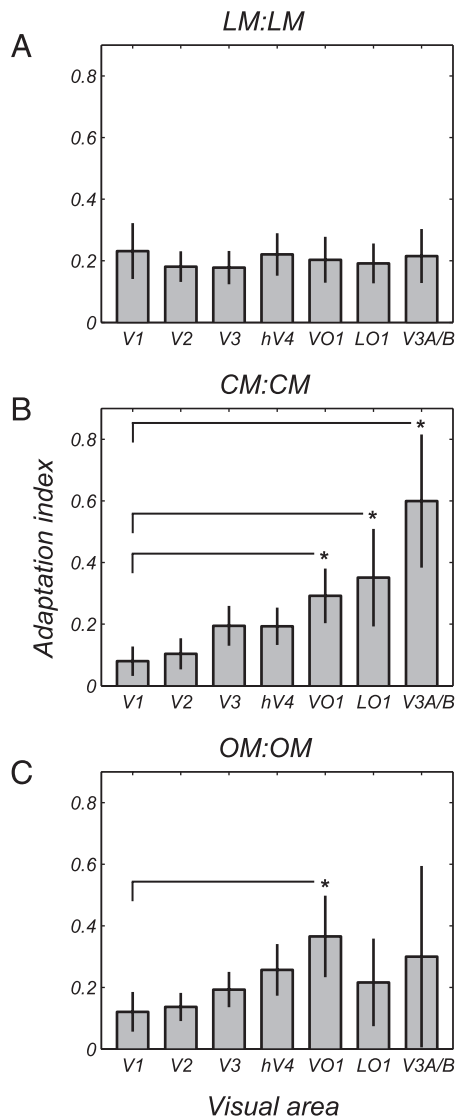 A
LM:LM
0.8
0.6
0.4
0.2
0
V1 V2 V3 hV4 VO1 LO1 V3A/B
B
CM:CM
0.8
0.6
0.4
0.2
0
* * *
V1 V2 V3 hV4 VO1 LO1 V3A/B
Adaptation index
C
OM:OM
0.8
0.6
0.4
0.2
0
*
V1 V2 V3 hV4 VO1 LO1 V3A/B
Visual area